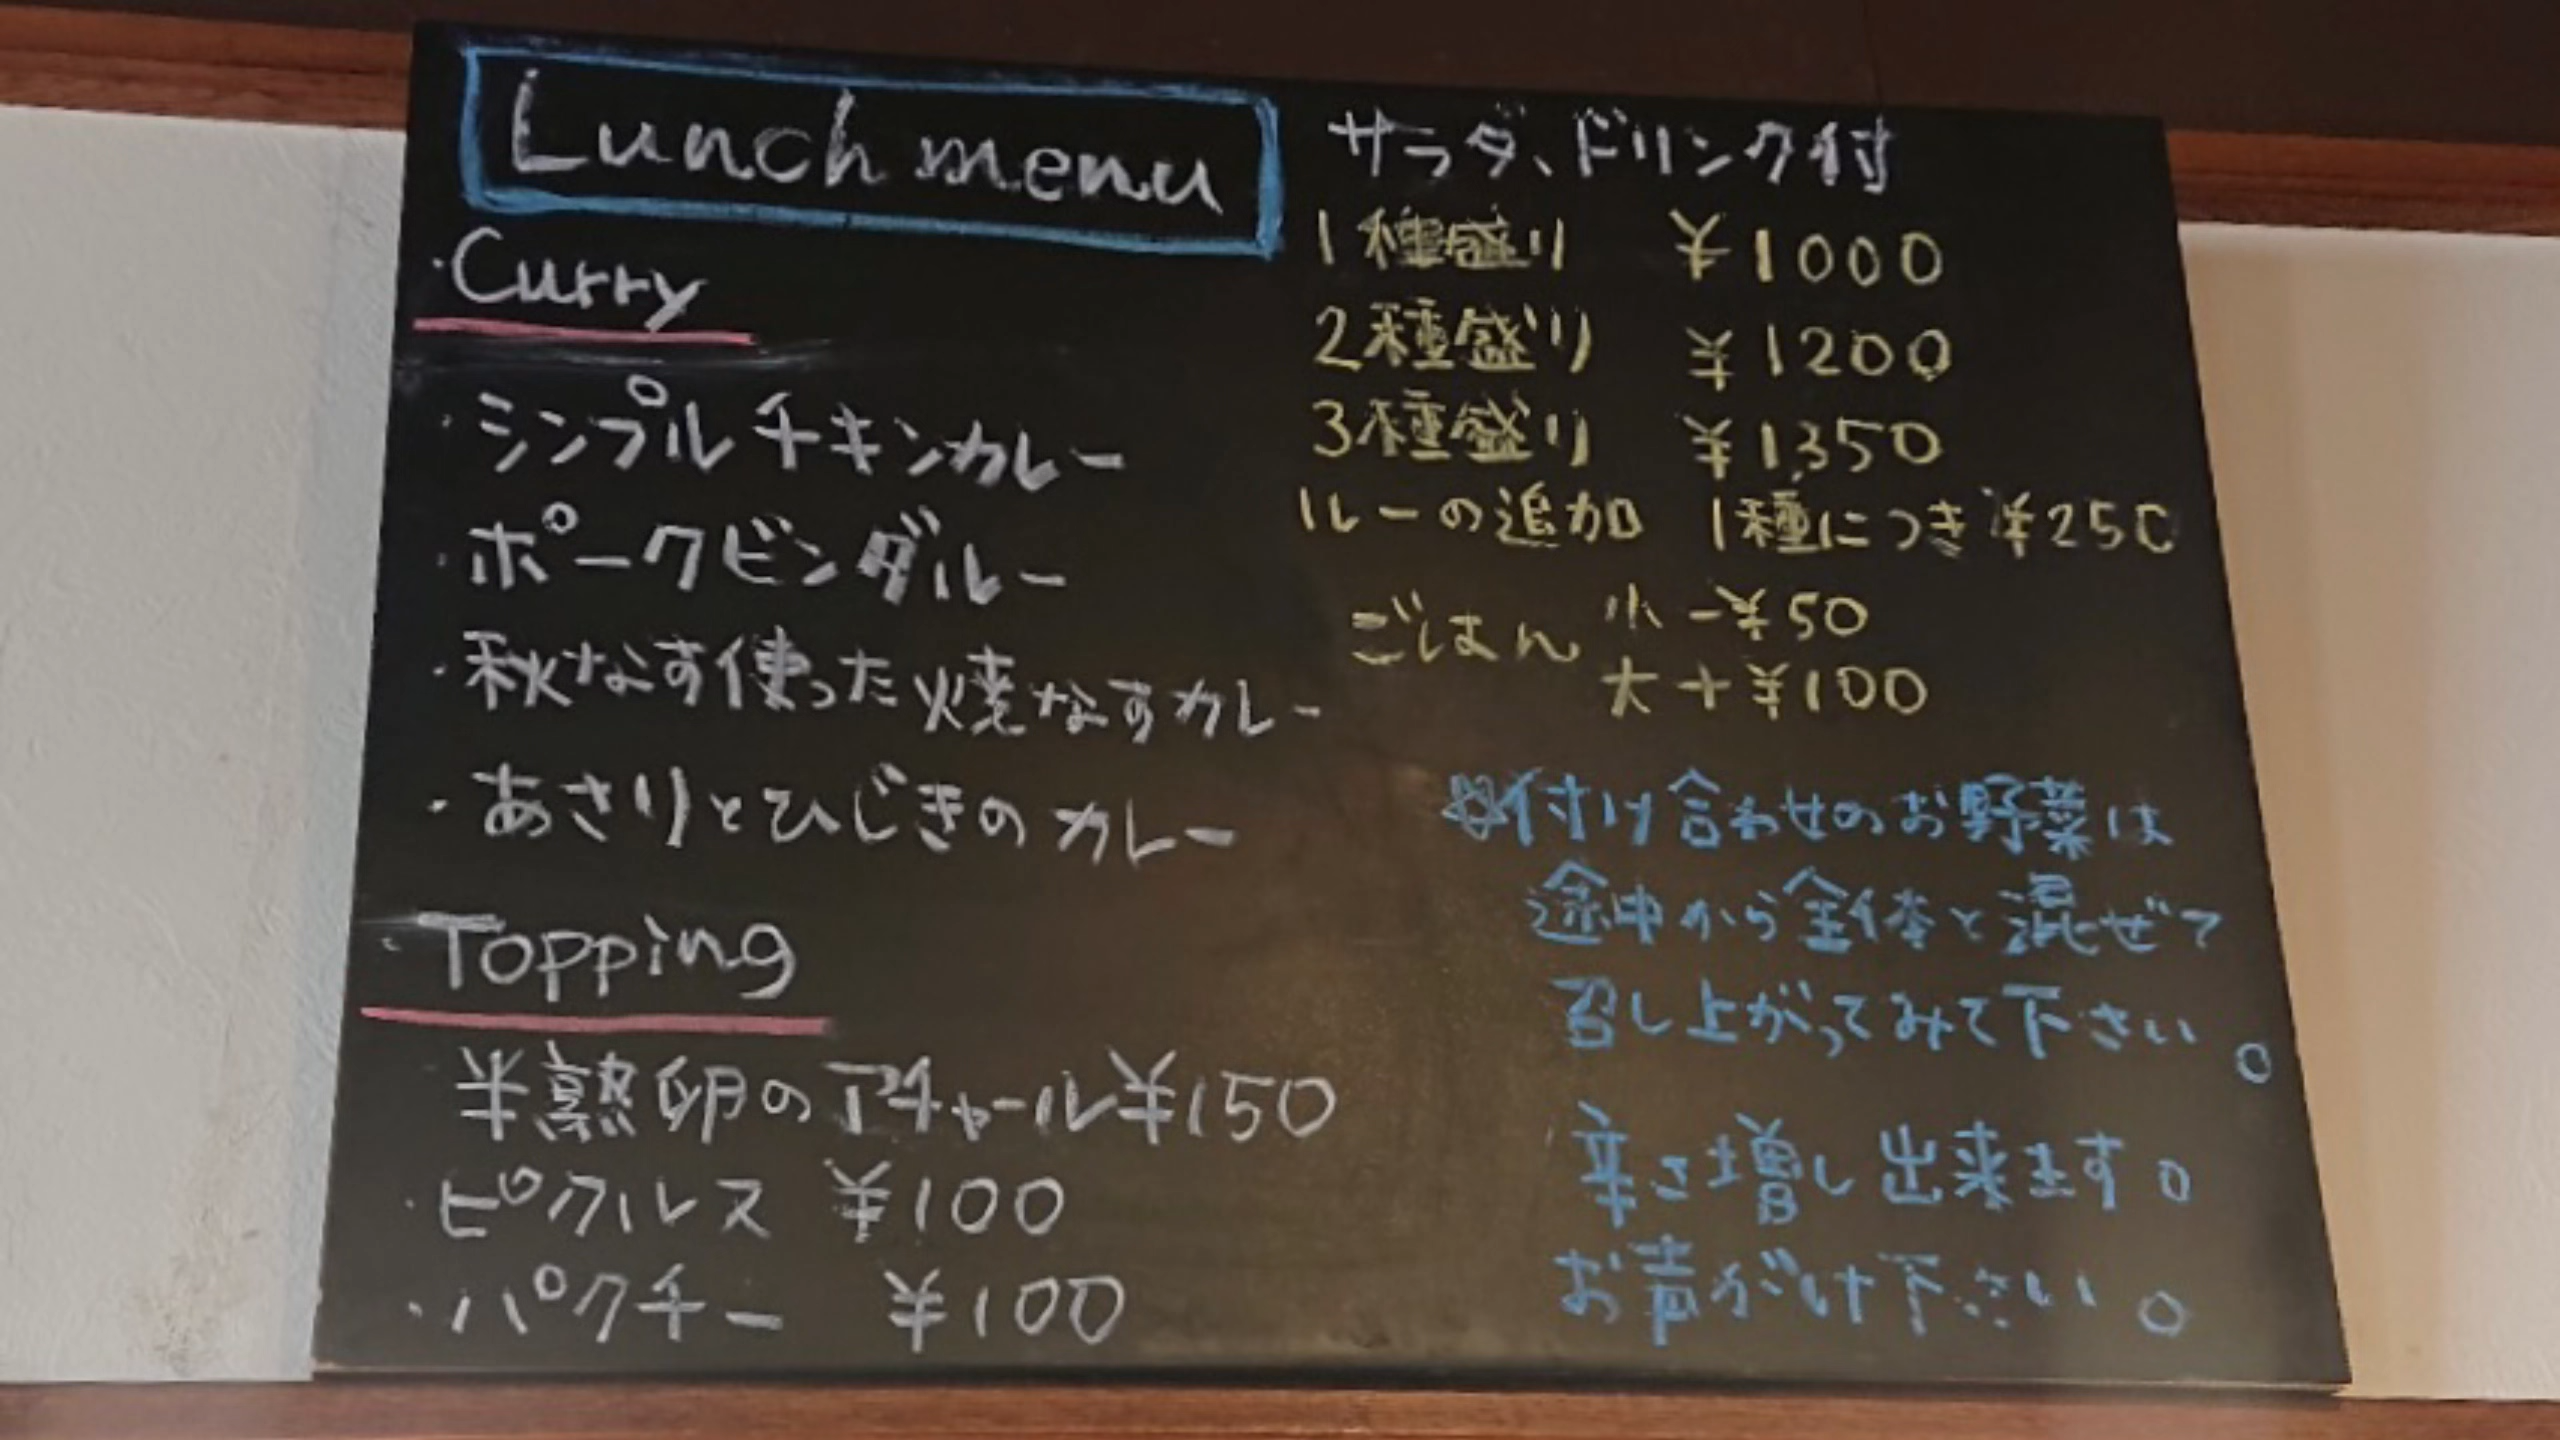 Lunch menu
・Curry
・シンプルチキンカレー
・ポークビンダルー
・秋なす使った焼なすカレー
・あさりとひじきのカレー
・Topping
半熟卵のアチャール¥150
・ピクルス ¥100
・パクチー ¥100
サラダ、ドリンク付
1種盛り ¥1000
2種盛り ¥1200
3種盛り ¥1350
ルーの追加 1種につき¥250
ごはん 小 -¥50
大 +¥100
☆付け合わせのお野菜は
途中から全体と混ぜて
召し上がってみて下さい。
辛さ増し出来ます。
お声がけ下さい。